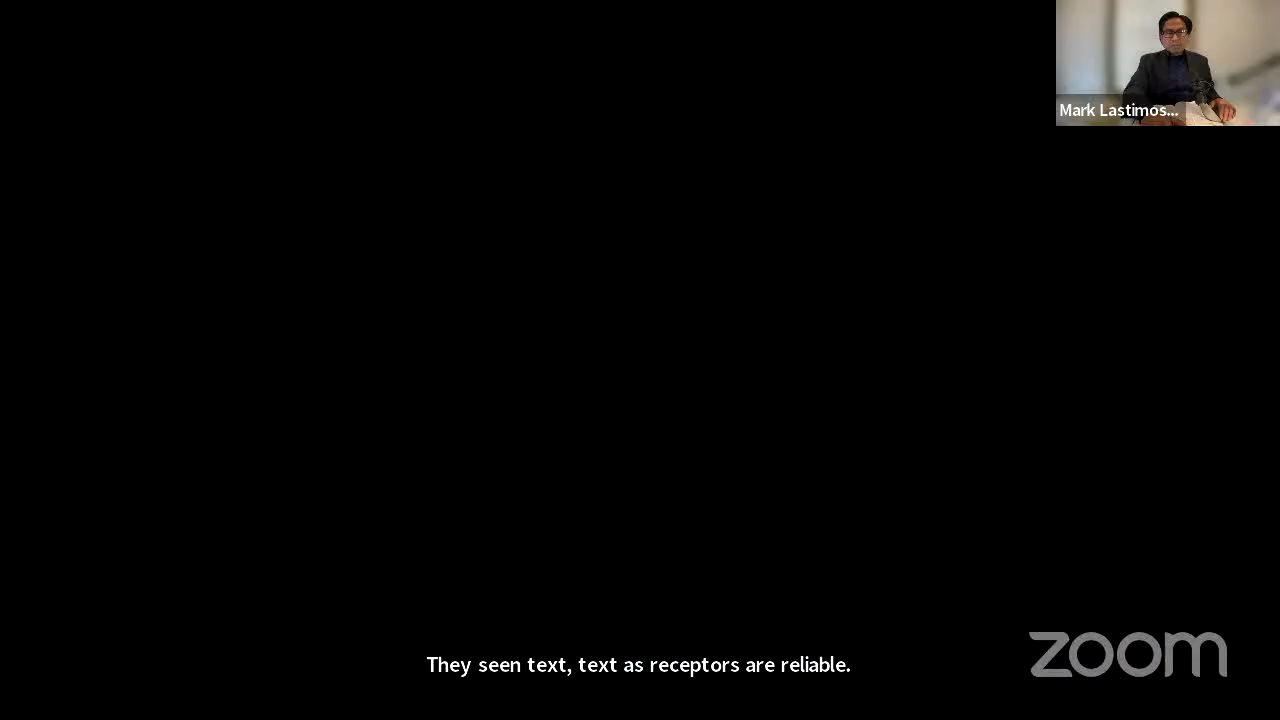 Mark Lastimos...
They seen text, text as receptors are reliable.
zoom